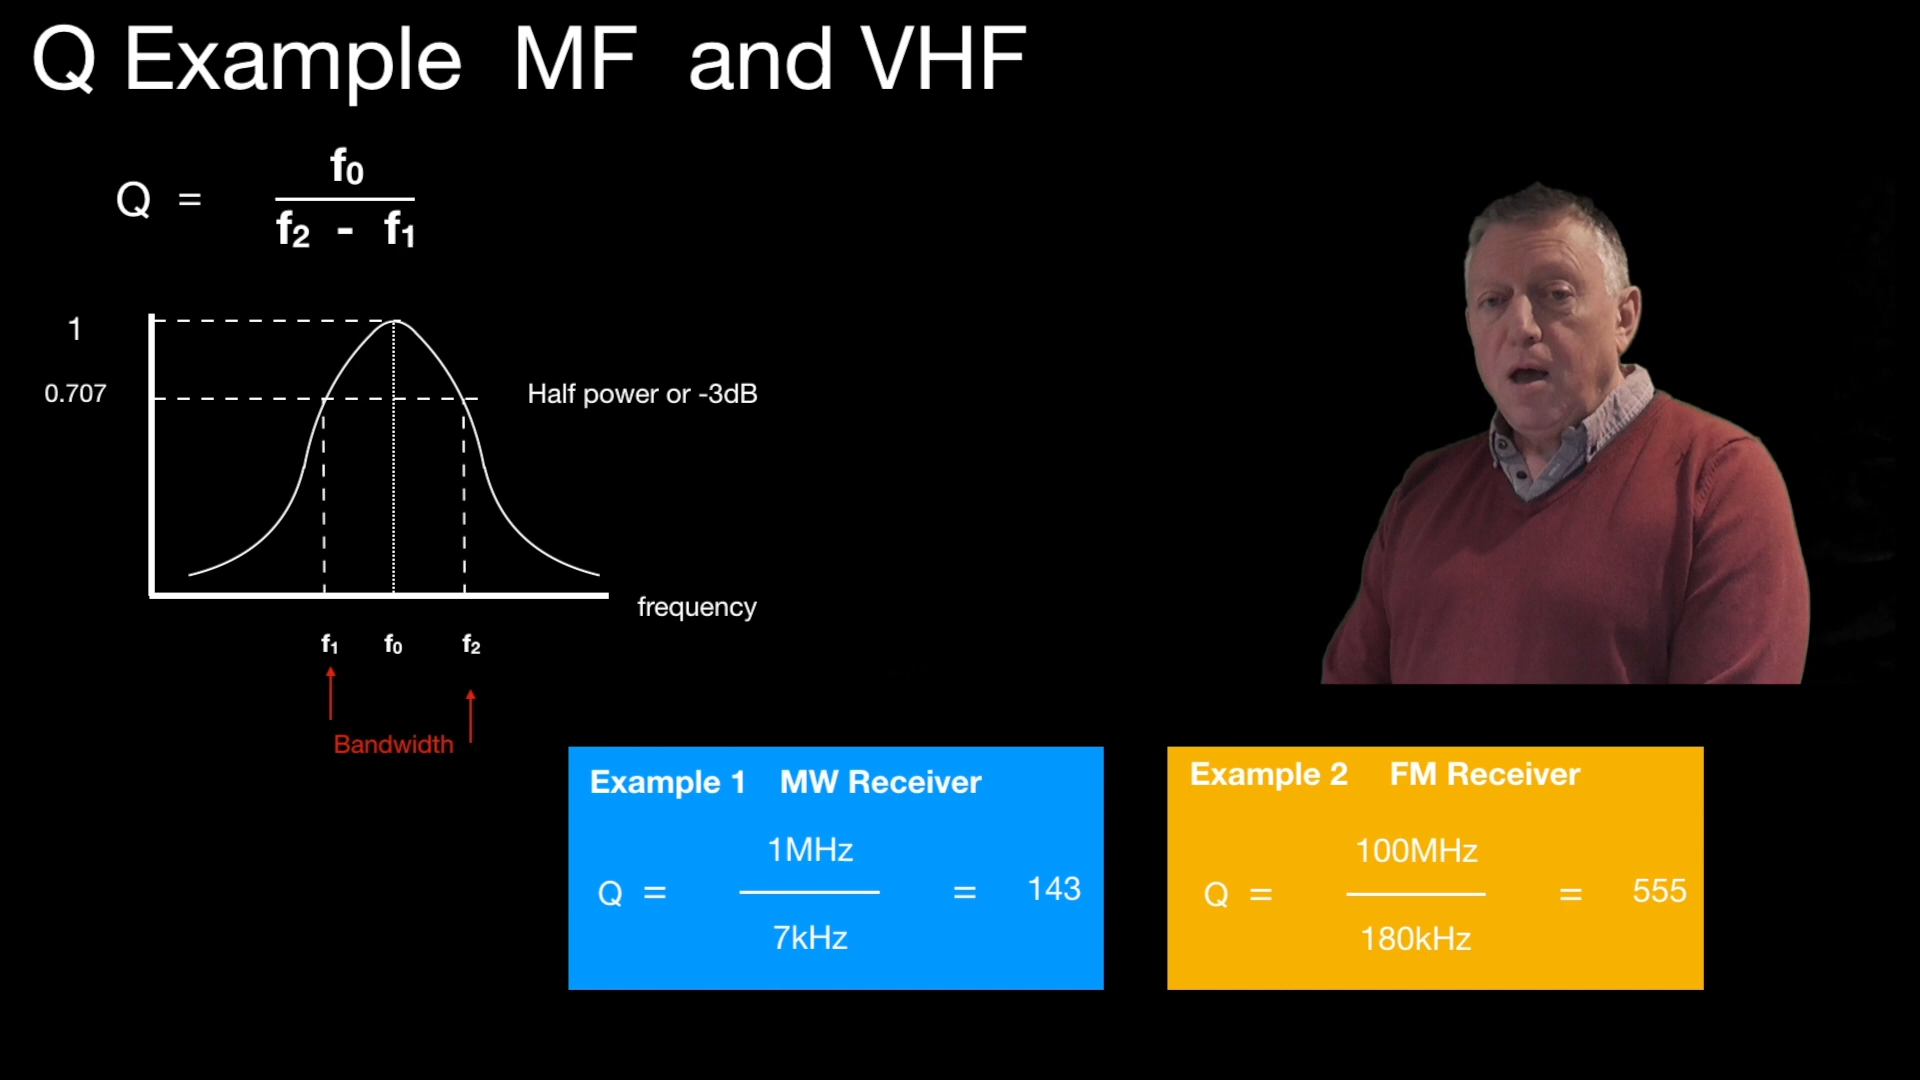 Q Example MF and VHF
Q = f₀
f₂ - f₁
1
0.707
Half power or -3dB
frequency
f₁ f₀ f₂
Bandwidth
Example 1 MW Receiver
1MHz
Q = = 143
7kHz
Example 2 FM Receiver
100MHz
Q = = 555
180kHz